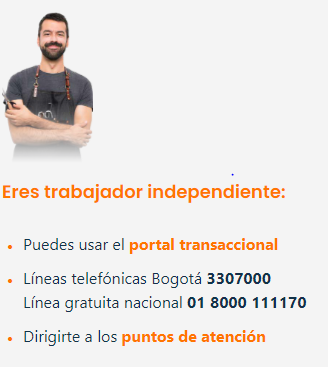 Eres trabajador independiente:
Puedes usar el portal transaccional
Líneas telefónicas Bogotá 3307000
Línea gratuita nacional 01 8000 111170
Dirigirte a los puntos de atención